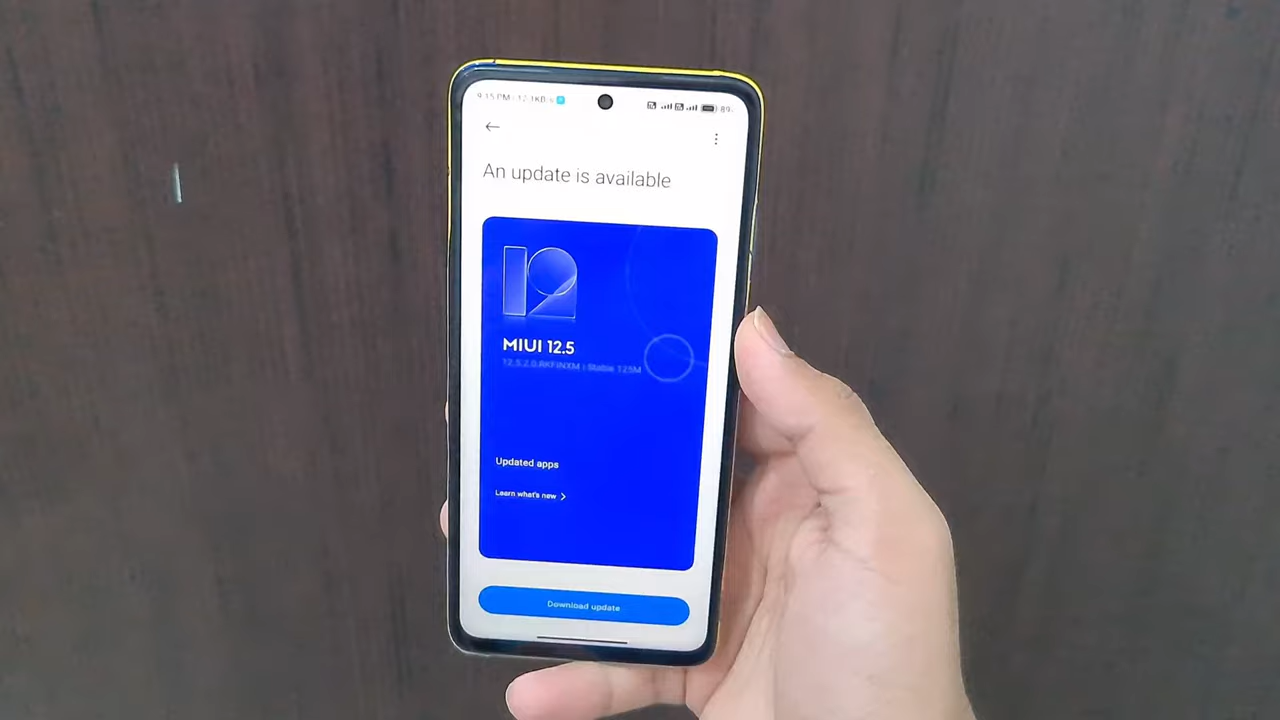 9:15 PM | 12.1KB/s
89
An update is available
MIUI 12.5
12.5.2.0.RKFINXM | Stable 125M
Updated apps
Learn what's new
Download update